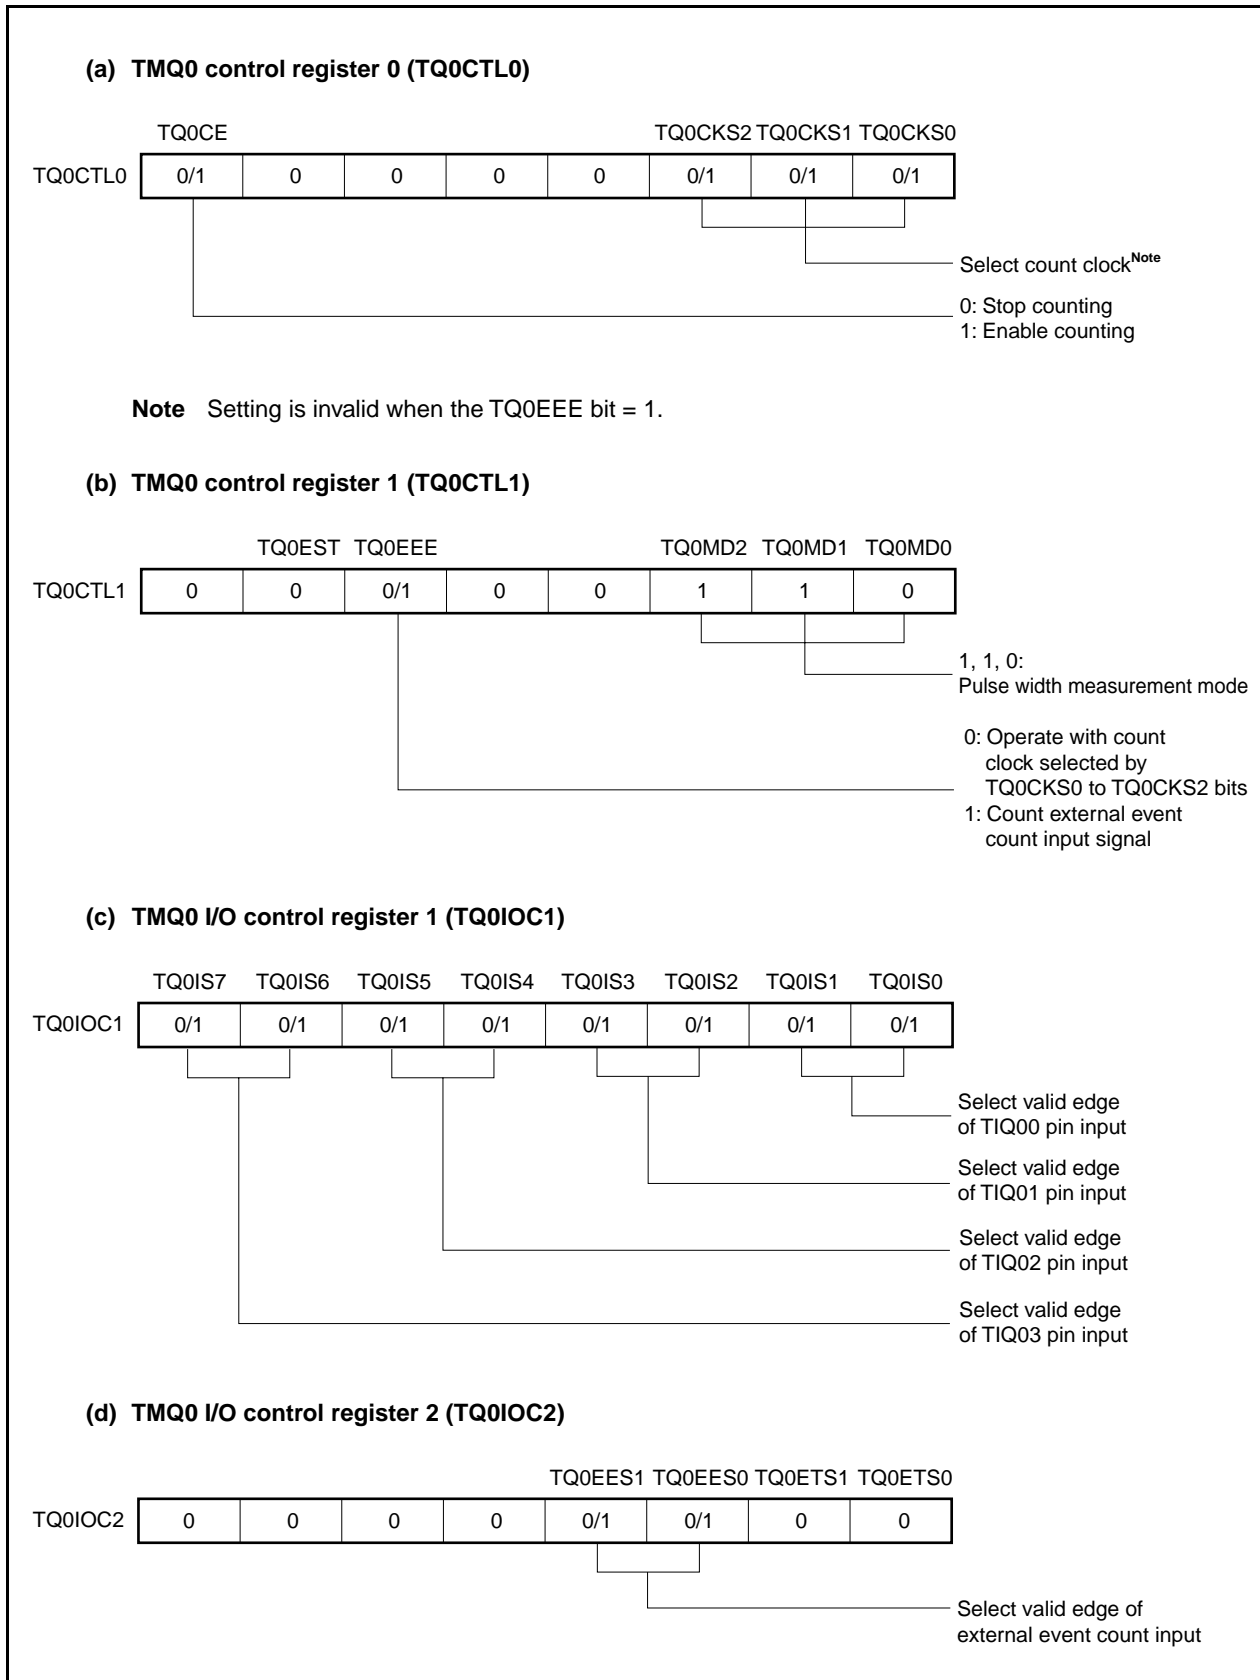 (a) TMQ0 control register 0 (TQ0CTL0)
TQ0CE TQ0CKS2 TQ0CKS1 TQ0CKS0
TQ0CTL0 0/1 0 0 0 0 0/1 0/1 0/1
Select count clockNote
0: Stop counting
1: Enable counting
Note Setting is invalid when the TQ0EEE bit = 1.
(b) TMQ0 control register 1 (TQ0CTL1)
TQ0EST TQ0EEE TQ0MD2 TQ0MD1 TQ0MD0
TQ0CTL1 0 0 0/1 0 0 1 1 0
1, 1, 0:
Pulse width measurement mode
0: Operate with count
clock selected by
TQ0CKS0 to TQ0CKS2 bits
1: Count external event
count input signal
(c) TMQ0 I/O control register 1 (TQ0IOC1)
TQ0IS7 TQ0IS6 TQ0IS5 TQ0IS4 TQ0IS3 TQ0IS2 TQ0IS1 TQ0IS0
TQ0IOC1 0/1 0/1 0/1 0/1 0/1 0/1 0/1 0/1
Select valid edge
of TIQ00 pin input
Select valid edge
of TIQ01 pin input
Select valid edge
of TIQ02 pin input
Select valid edge
of TIQ03 pin input
(d) TMQ0 I/O control register 2 (TQ0IOC2)
TQ0EES1 TQ0EES0 TQ0ETS1 TQ0ETS0
TQ0IOC2 0 0 0 0 0/1 0/1 0 0
Select valid edge of
external event count input